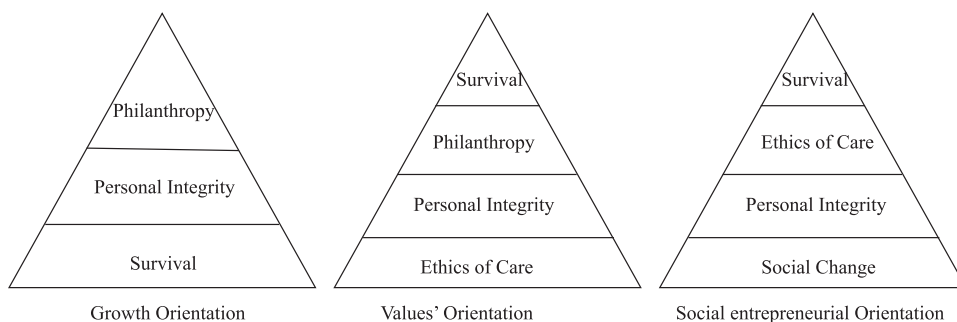 Philanthropy
Personal Integrity
Survival
Growth Orientation
Survival
Philanthropy
Personal Integrity
Ethics of Care
Values' Orientation
Survival
Ethics of Care
Personal Integrity
Social Change
Social entrepreneurial Orientation